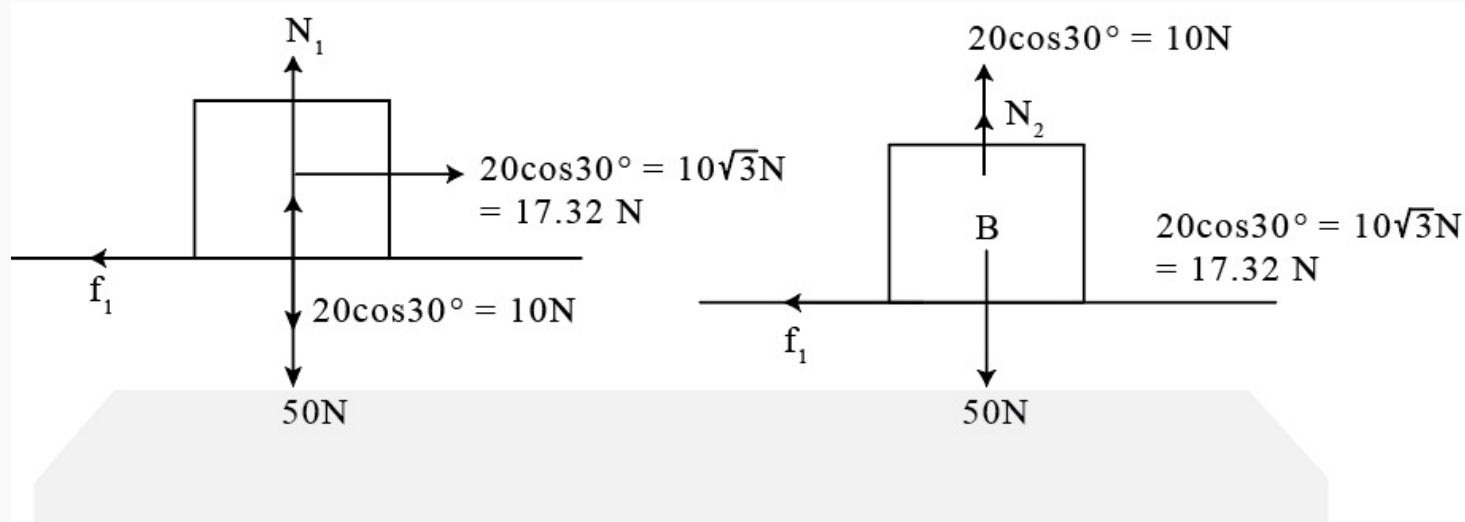 N₁
20cos30° = 10√3N
= 17.32 N
f₁
20cos30° = 10N
50N
20cos30° = 10N
N₂
B
20cos30° = 10√3N
= 17.32 N
f₁
50N